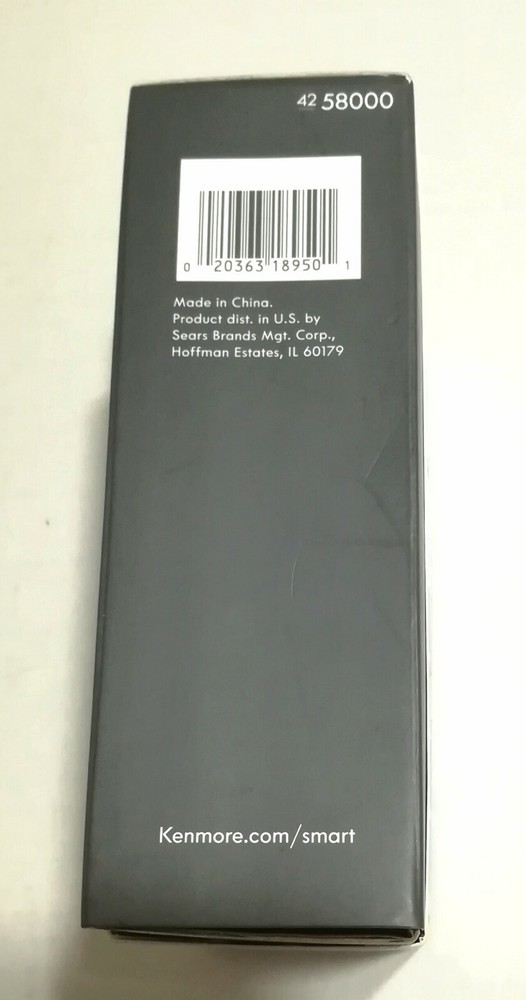 42 58000
0 20363 18950 1
Made in China.
Product dist. in U.S. by
Sears Brands Mgt. Corp.,
Hoffman Estates, IL 60179
Kenmore.com/smart